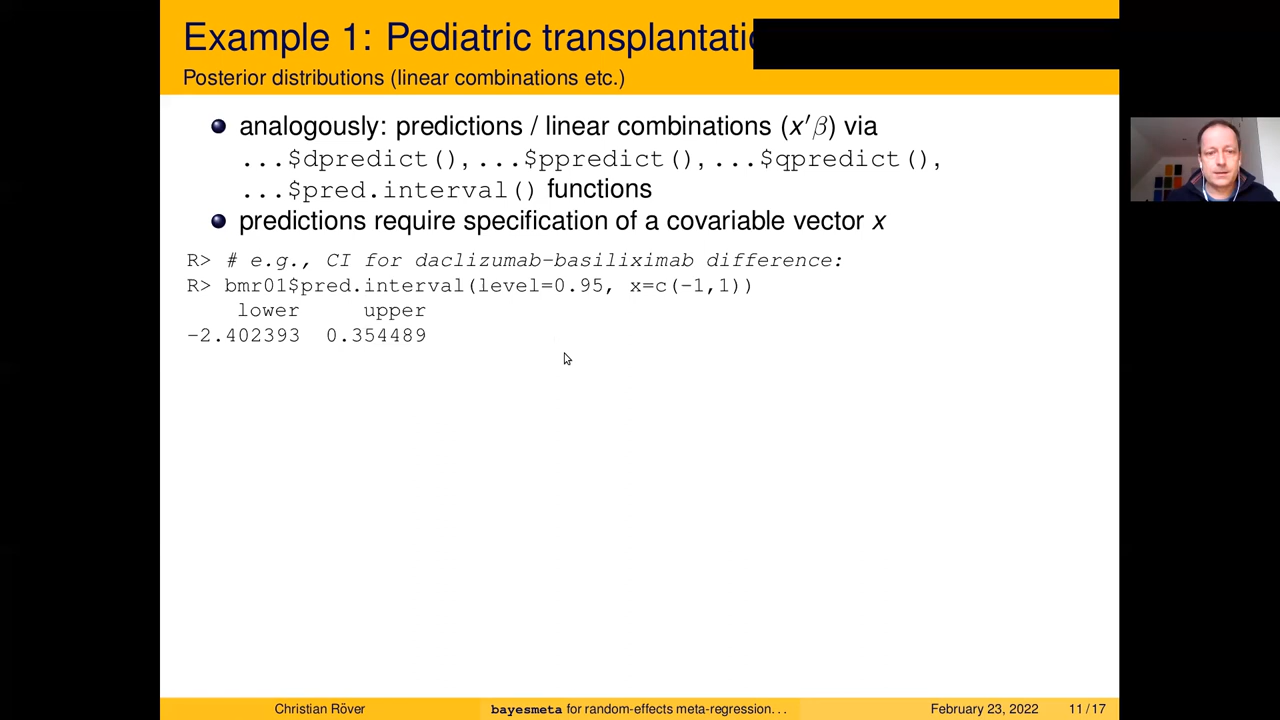 Example 1: Pediatric
Posterior distributions (linear combinations etc.)
analogously: predictions / linear combinations (x′β) via
...$dpredict(), ...$ppredict(), ...$qpredict(),
...$pred.interval() functions
predictions require specification of a covariable vector x
R> # e.g., CI for daclizumab-basiliximab difference:
R> bmr01$pred.interval(level=0.95, x=c(-1,1))
lower upper
-2.402393 0.354489
Christian Röver
bayesmeta for random-effects meta-regression...
February 23, 2022
11 / 17